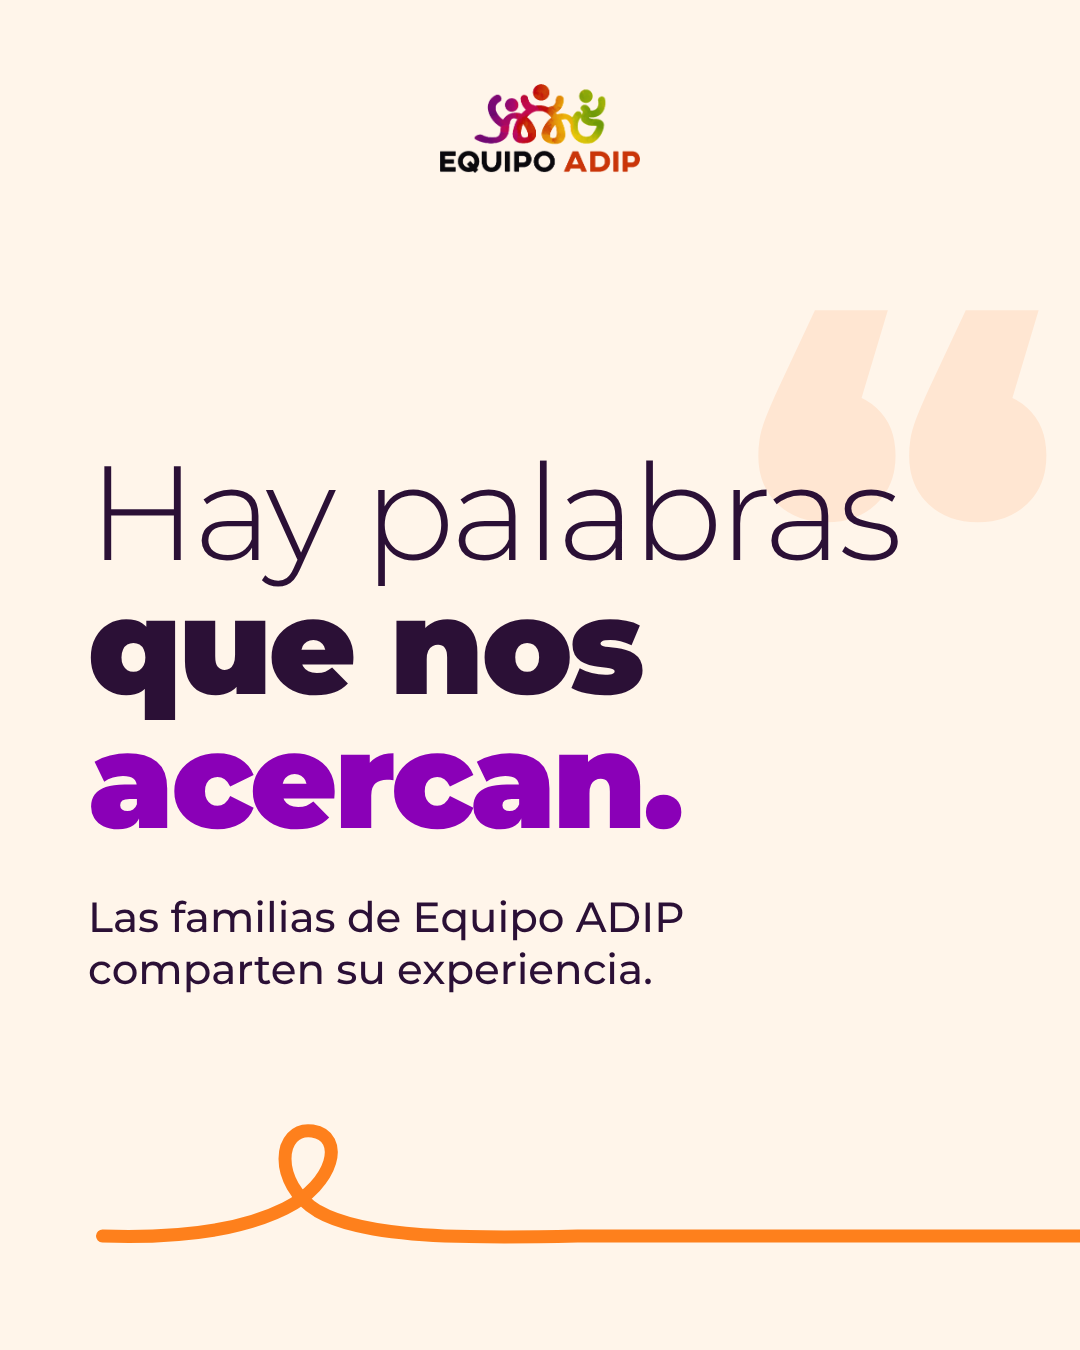 EQUIPO ADIP
Hay palabras
que nos
acercan.
Las familias de Equipo ADIP
comparten su experiencia.